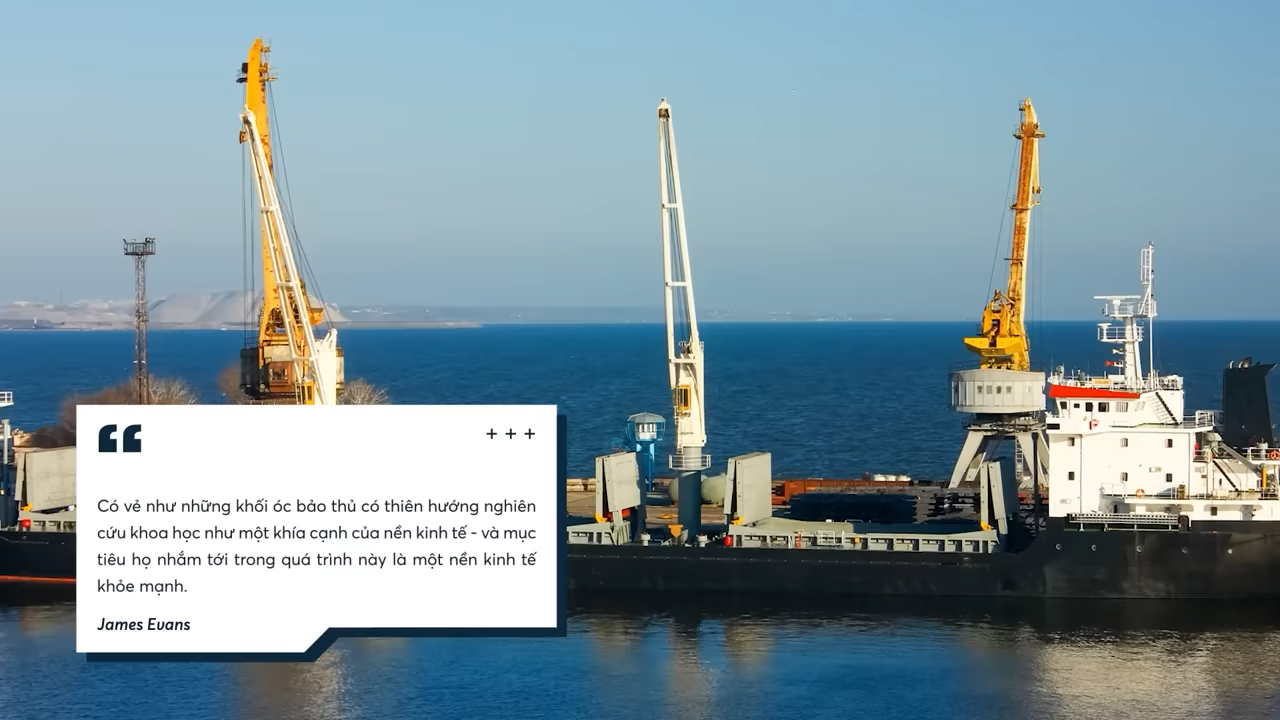 Có vẻ như những khối óc bảo thủ có thiên hướng nghiên
cứu khoa học như một khía cạnh của nền kinh tế - và mục
tiêu họ nhắm tới trong quá trình này là một nền kinh tế
khỏe mạnh.
James Evans